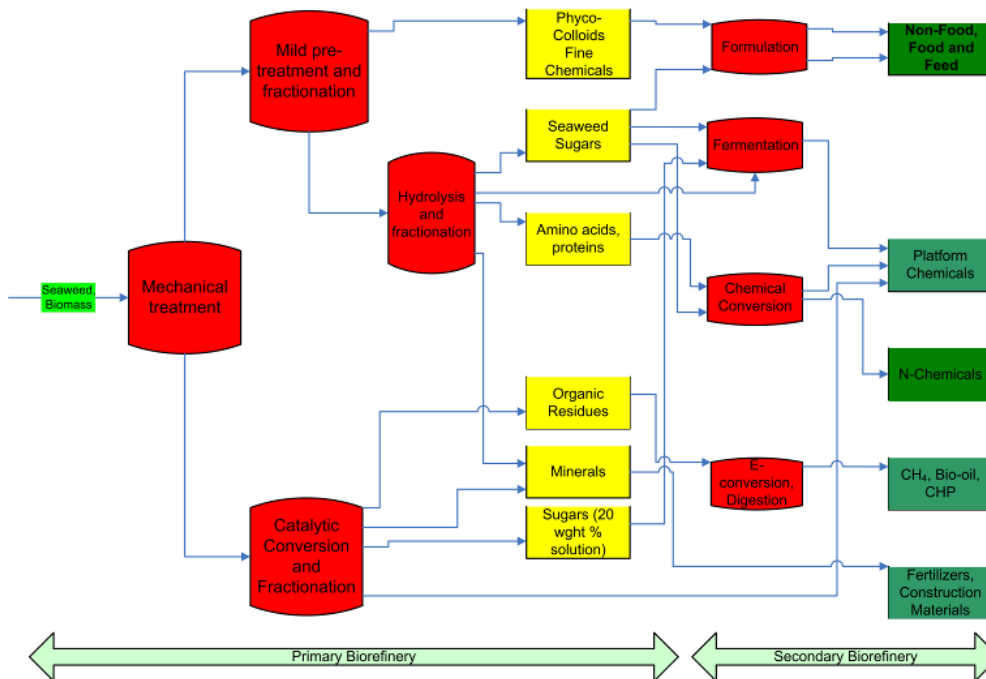 Mild pre-
treatment and
fractionation
Phyco-
Colloids
Fine
Chemicals
Formulation
Non-Food,
Food and
Feed
Seaweed
Sugars
Fermentation
Hydrolysis
and
fractionation
Amino acids,
proteins
Platform
Chemicals
Seaweed,
Biomass
Mechanical
treatment
Chemical
Conversion
N-Chemicals
Organic
Residues
Minerals
E-
conversion,
Digestion
CH₄, Bio-oil,
CHP
Catalytic
Conversion
and
Fractionation
Sugars (20
wght %
solution)
Fertilizers,
Construction
Materials
Primary Biorefinery
Secondary Biorefinery